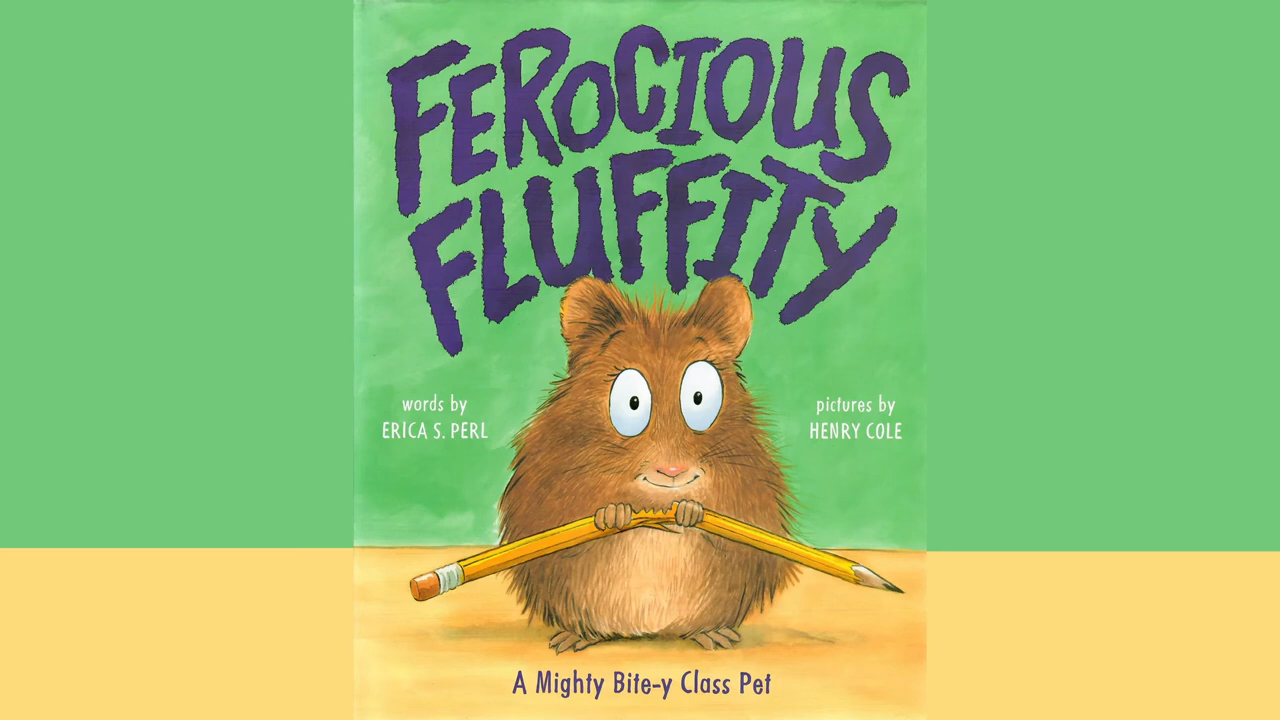 FEROCIOUS
FLUFFITY
words by
ERICA S. PERL
pictures by
HENRY COLE
A Mighty Bite-y Class Pet